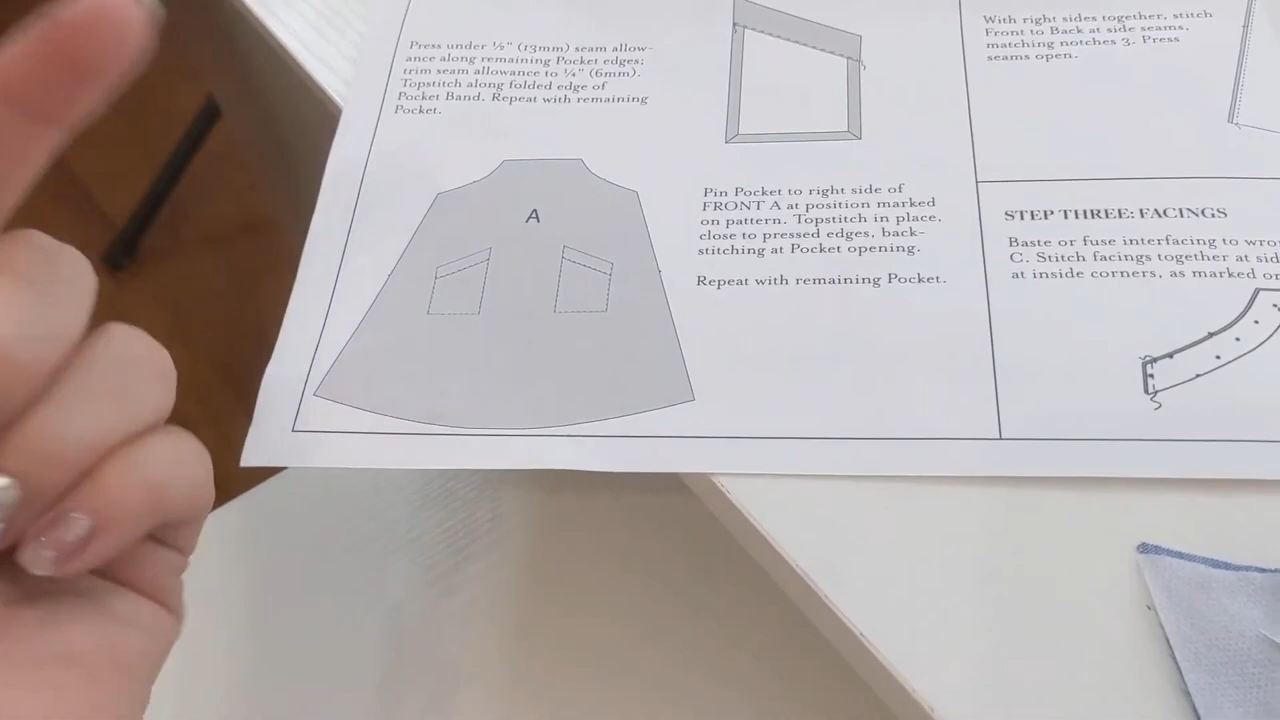 Press under ½" (13mm) seam allow-
ance along remaining Pocket edges;
trim seam allowance to ¼" (6mm).
Topstitch along folded edge of
Pocket Band. Repeat with remaining
Pocket.
A
Pin Pocket to right side of
FRONT A at position marked
on pattern. Topstitch in place,
close to pressed edges, back-
stitching at Pocket opening.
Repeat with remaining Pocket.
With right sides together, stitch
Front to Back at side seams,
matching notches 3. Press
seams open.
STEP THREE: FACINGS
Baste or fuse interfacing to
C. Stitch facings together at
at inside corners, as marked